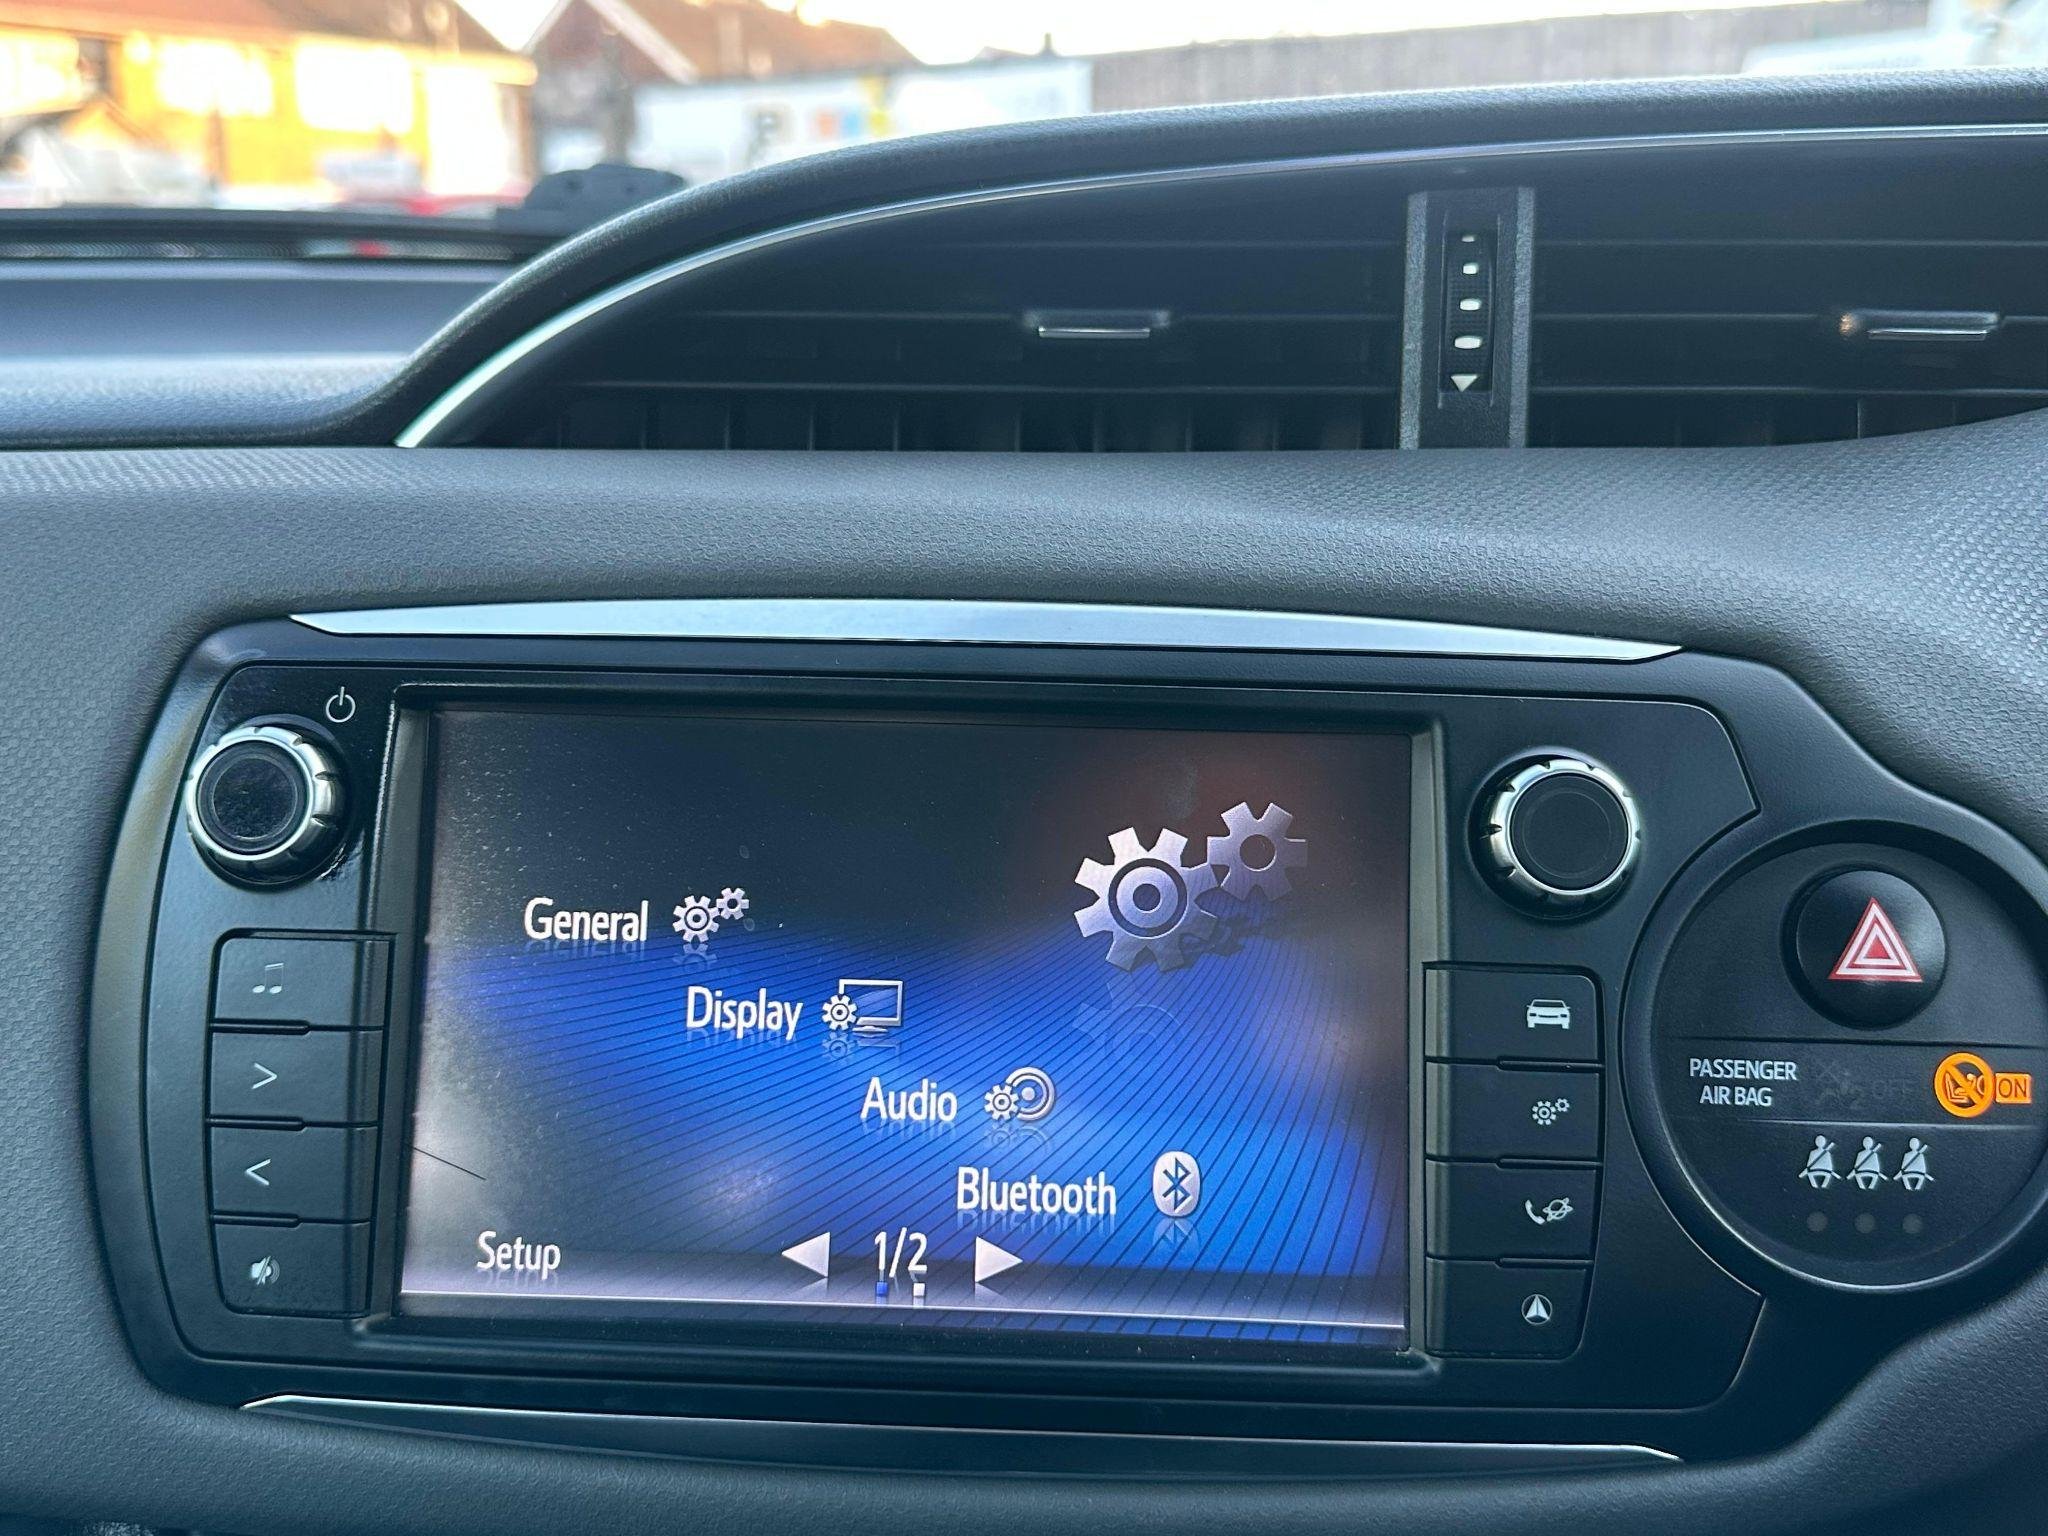 General
Display
Audio
Bluetooth
Setup
1/2
PASSENGER
AIR BAG
ON